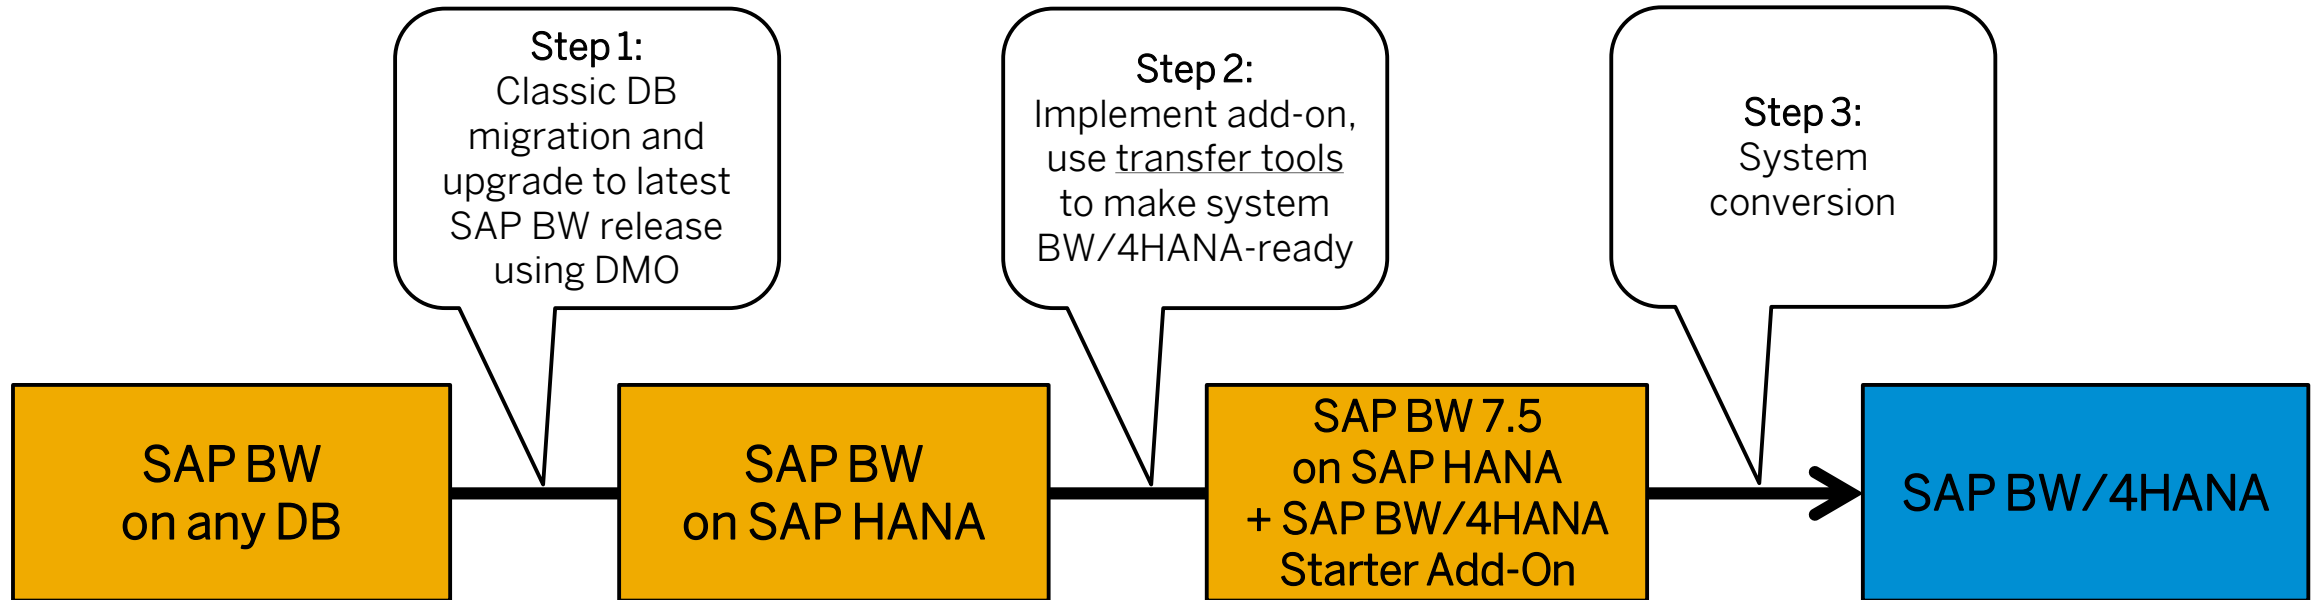 Step 1:
Classic DB
migration and
upgrade to latest
SAP BW release
using DMO
Step 2:
Implement add-on,
use transfer tools
to make system
BW/4HANA-ready
Step 3:
System
conversion
SAP BW
on any DB
SAP BW
on SAP HANA
SAP BW 7.5
on SAP HANA
+ SAP BW/4HANA
Starter Add-On
SAP BW/4HANA